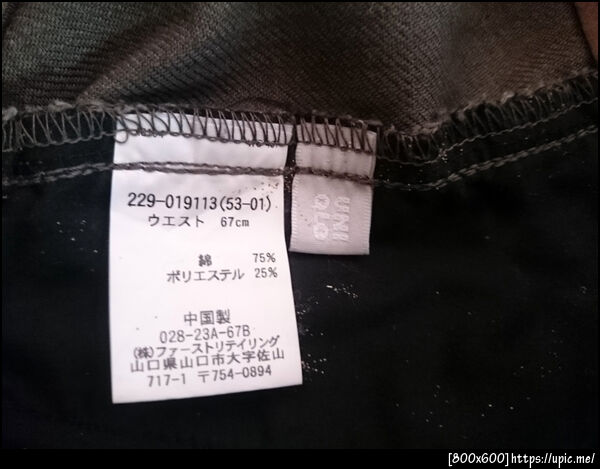 229-019113(53-01)
ウエスト 67cm
綿 75%
ポリエステル 25%
中国製
028-23A-67B
(株)ファーストリテイリング
山口県山口市大字佐山
717-1 〒754-0894
UNI
QLO
[800x600]https://upic.me/